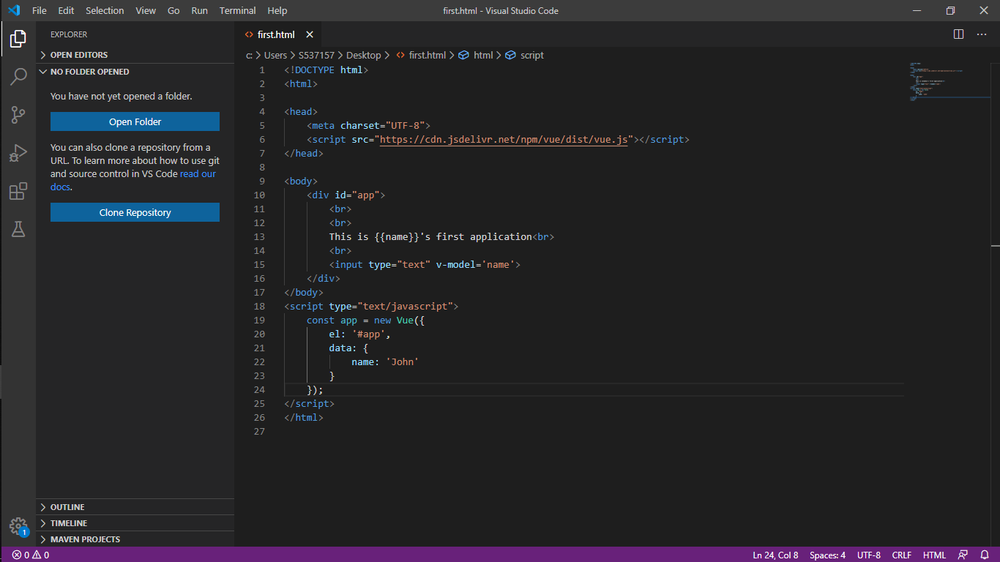 File Edit Selection View Go Run Terminal Help first.html - Visual Studio Code
EXPLORER
OPEN EDITORS
NO FOLDER OPENED
You have not yet opened a folder.
Open Folder
You can also clone a repository from a
URL. To learn more about how to use git
and source control in VS Code read our
docs.
Clone Repository
OUTLINE
TIMELINE
MAVEN PROJECTS
1
<> first.html
c: > Users > S537157 > Desktop > <> first.html > html > script
1 <!DOCTYPE html>
2 <html>
3
4 <head>
5     <meta charset="UTF-8">
6     <script src="https://cdn.jsdelivr.net/npm/vue/dist/vue.js"></script>
7 </head>
8
9 <body>
10     <div id="app">
11         <br>
12         <br>
13         This is {{name}}'s first application<br>
14         <br>
15         <input type="text" v-model='name'>
16     </div>
17 </body>
18 <script type="text/javascript">
19     const app = new Vue({
20         el: '#app',
21         data: {
22             name: 'John'
23         }
24     });
25 </script>
26 </html>
27
0 0 Ln 24, Col 8 Spaces: 4 UTF-8 CRLF HTML